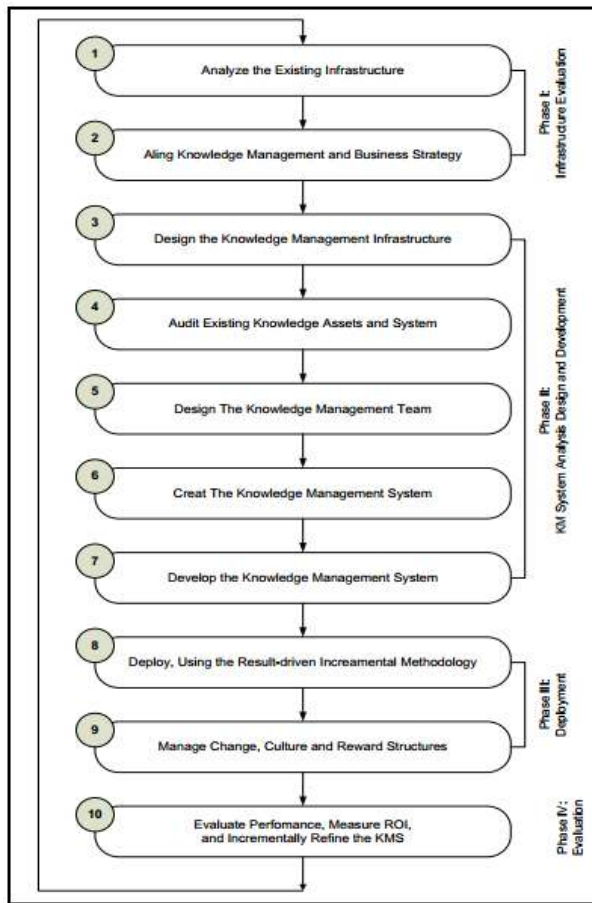 1
Analyze the Existing Infrastructure
2
Aling Knowledge Management and Business Strategy
Phase I:
Infrastructure Evaluation
3
Design the Knowledge Management Infrastructure
4
Audit Existing Knowledge Assets and System
5
Design The Knowledge Management Team
6
Creat The Knowledge Management System
7
Develop the Knowledge Management System
Phase II:
KM System Analysis Design and Development
8
Deploy, Using the Result-driven Increamental Methodology
9
Manage Change, Culture and Reward Structures
Phase III:
Deployment
10
Evaluate Perfomance, Measure ROI,
and Incrementally Refine the KMS
Phase IV:
Evaluation